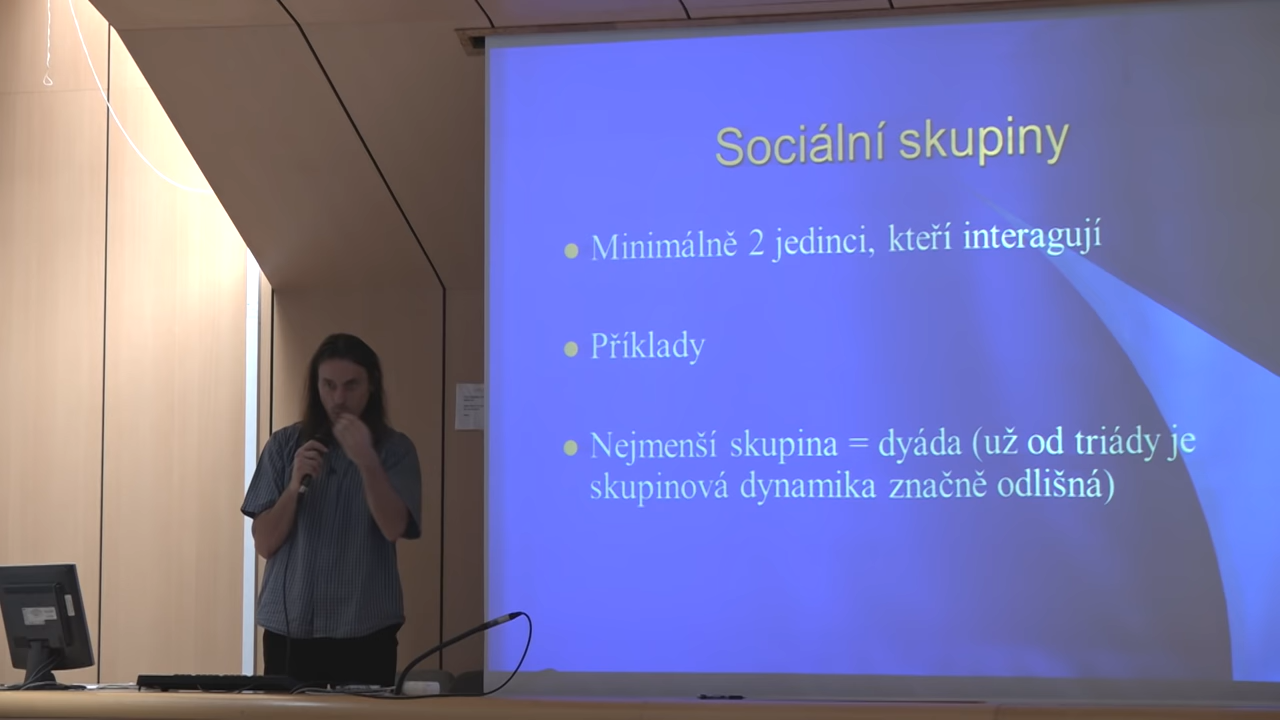 Sociální skupiny
Minimálně 2 jedinci, kteří interagují
Příklady
Nejmenší skupina = dyáda (už od triády je
skupinová dynamika značně odlišná)